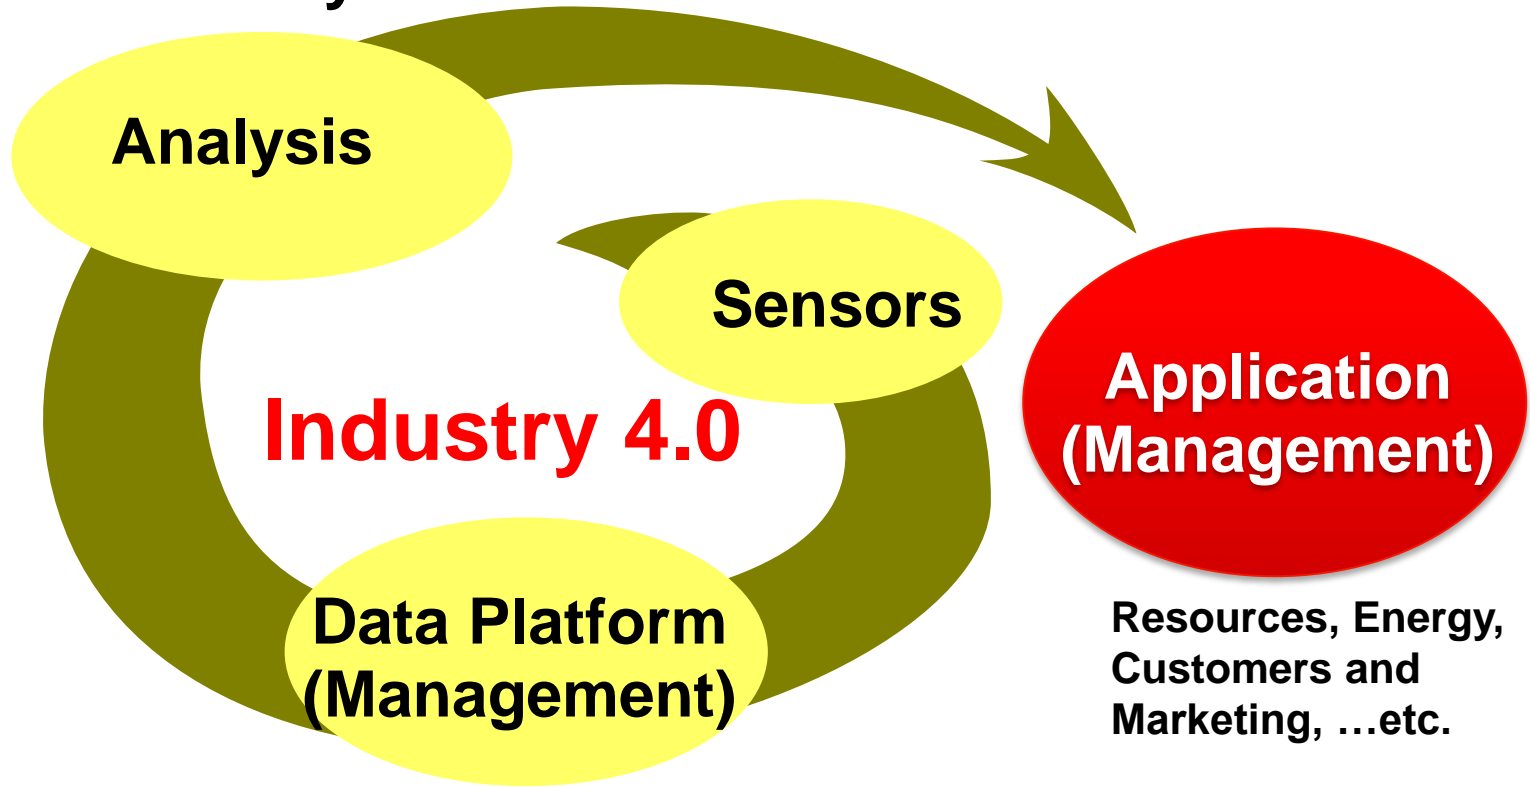 Analysis
Sensors
Industry 4.0
Application
(Management)
Data Platform
(Management)
Resources, Energy,
Customers and
Marketing, …etc.